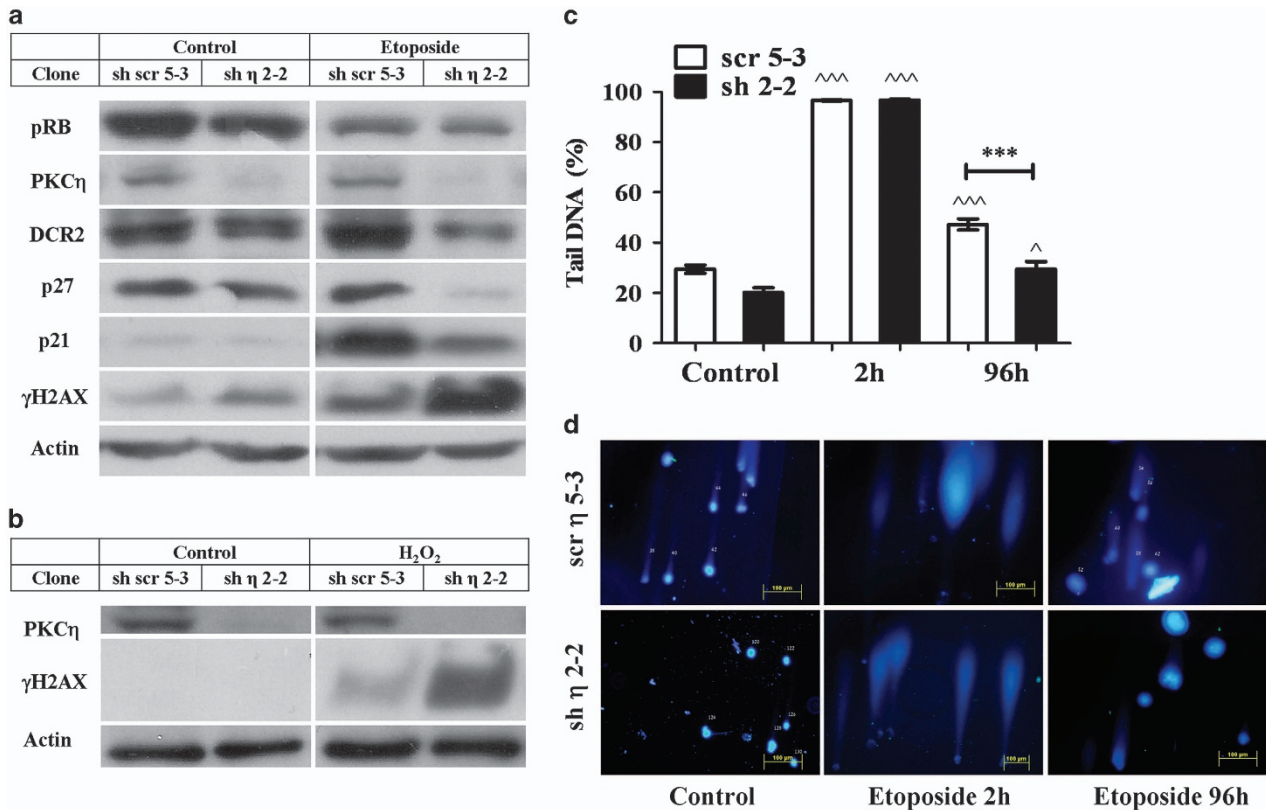 a
Control Etoposide
Clone sh scr 5-3 sh η 2-2 sh scr 5-3 sh η 2-2
pRB
PKCη
DCR2
p27
p21
γH2AX
Actin
b
Control H₂O₂
Clone sh scr 5-3 sh η 2-2 sh scr 5-3 sh η 2-2
PKCη
γH2AX
Actin
c
scr 5-3
sh 2-2
^^^ ^^^
***
^^^ ^
Tail DNA (%)
100
80
60
40
20
0
Control 2h 96h
d
scr η 5-3
sh η 2-2
100 µm 100 µm 100 µm
100 µm 100 µm 100 µm
Control Etoposide 2h Etoposide 96h